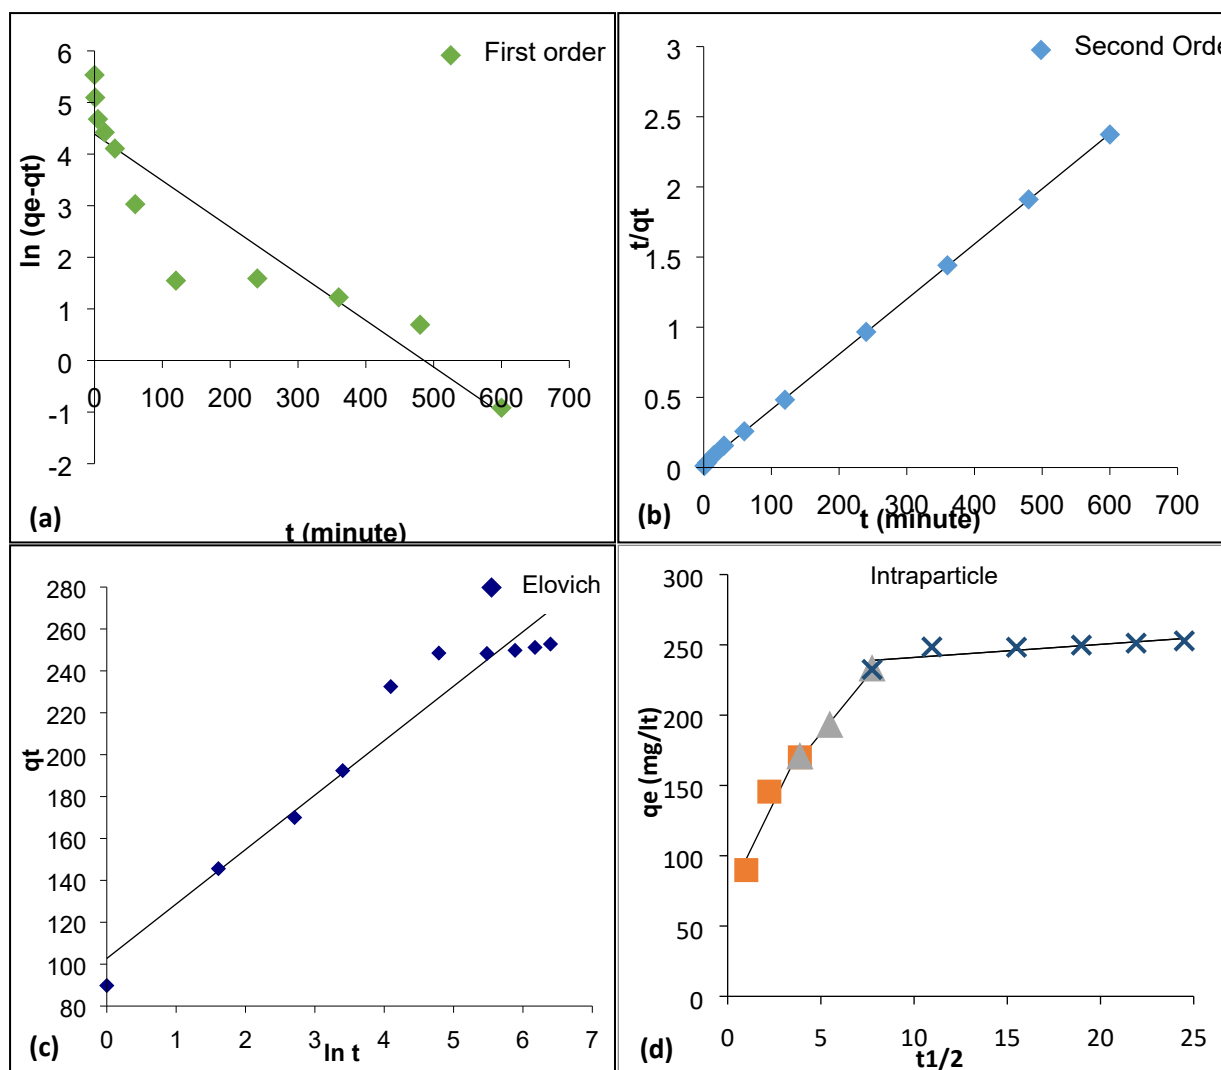 First order
6
5
4
3
2
1
0
-1
-2
ln (qe-qt)
0 100 200 300 400 500 600 700
t (minute)
(a)
Second Orde
3
2.5
2
1.5
1
0.5
0
t/qt
0 100 200 300 400 500 600 700
t (minute)
(b)
Elovich
280
260
240
220
200
180
160
140
120
100
80
qt
0 1 2 3 4 5 6 7
ln t
(c)
Intraparticle
300
250
200
150
100
50
0
qe (mg/lt)
0 5 10 15 20 25
t1/2
(d)